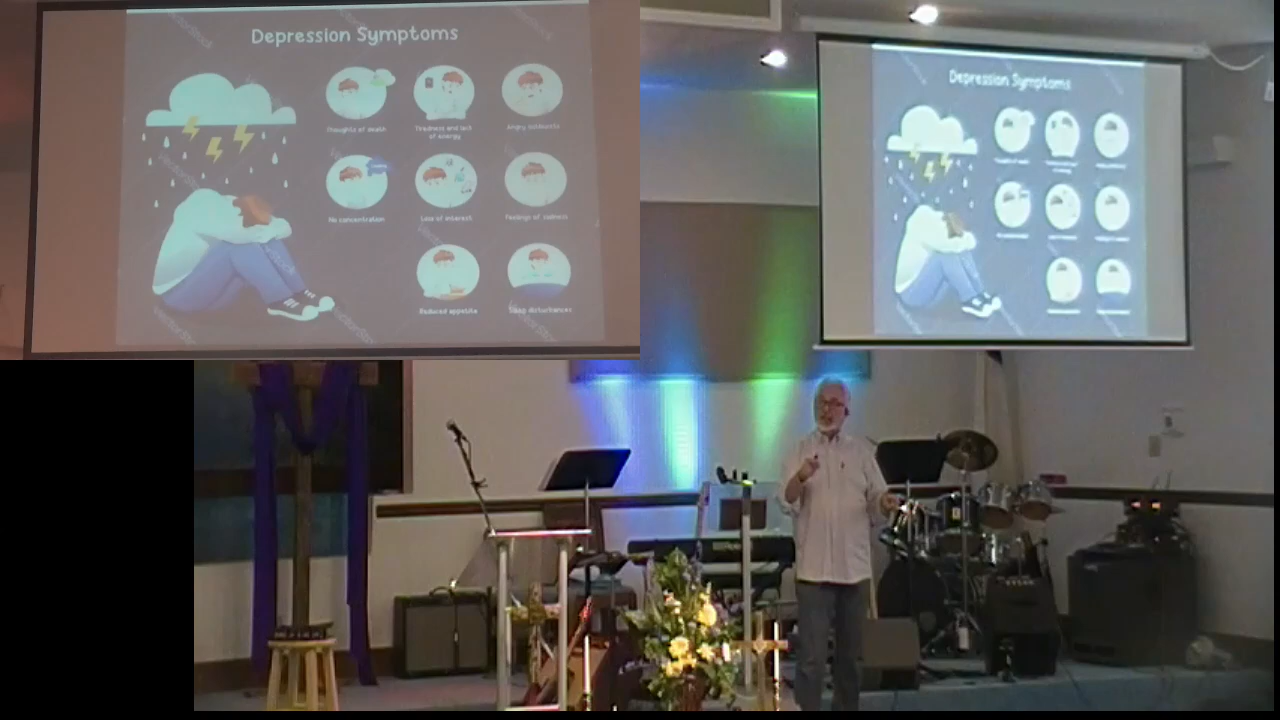 Depression Symptoms
Thoughts of death
Tiredness and lack
of energy
Angry outbursts
No concentration
Loss of interest
Feelings of sadness
Reduced appetite
Sleep disturbances
VectorStock
Depression Symptoms